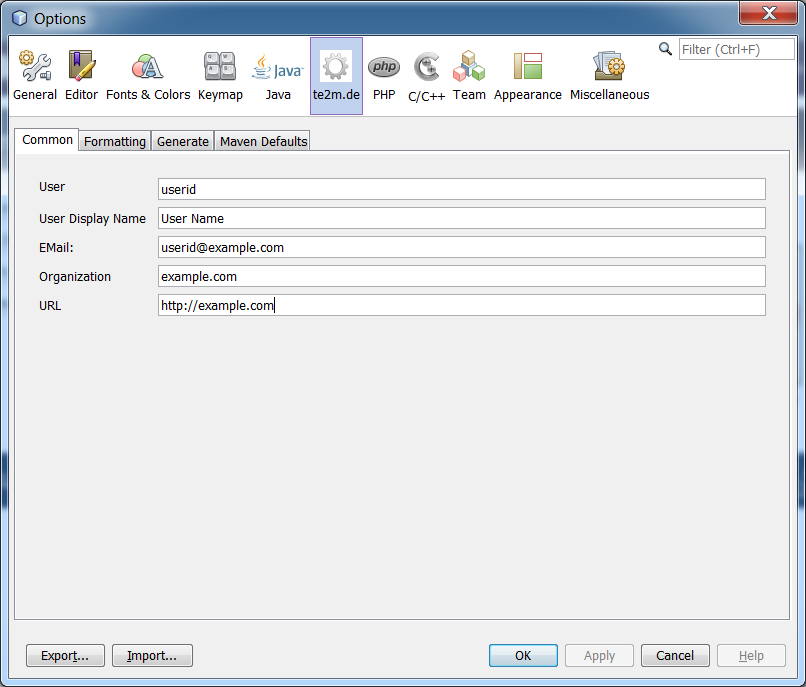 Options
Filter (Ctrl+F)
General Editor Fonts & Colors Keymap Java te2m.de PHP C/C++ Team Appearance Miscellaneous
G W A S
Java
php
Common Formatting Generate Maven Defaults
User userid
User Display Name User Name
EMail: userid@example.com
Organization example.com
URL http://example.com
Export... Import... OK Apply Cancel Help